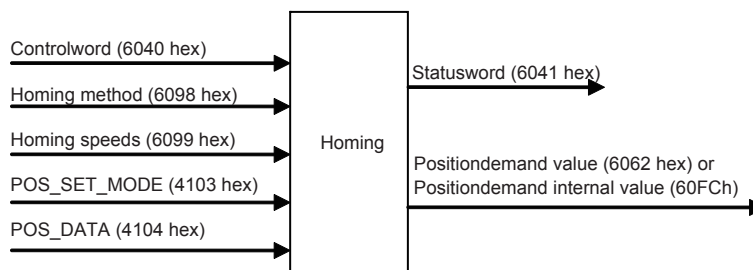 Controlword (6040 hex)
Homing method (6098 hex)
Homing speeds (6099 hex)
POS_SET_MODE (4103 hex)
POS_DATA (4104 hex)
Homing
Statusword (6041 hex)
Positiondemand value (6062 hex) or
Positiondemand internal value (60FCh)